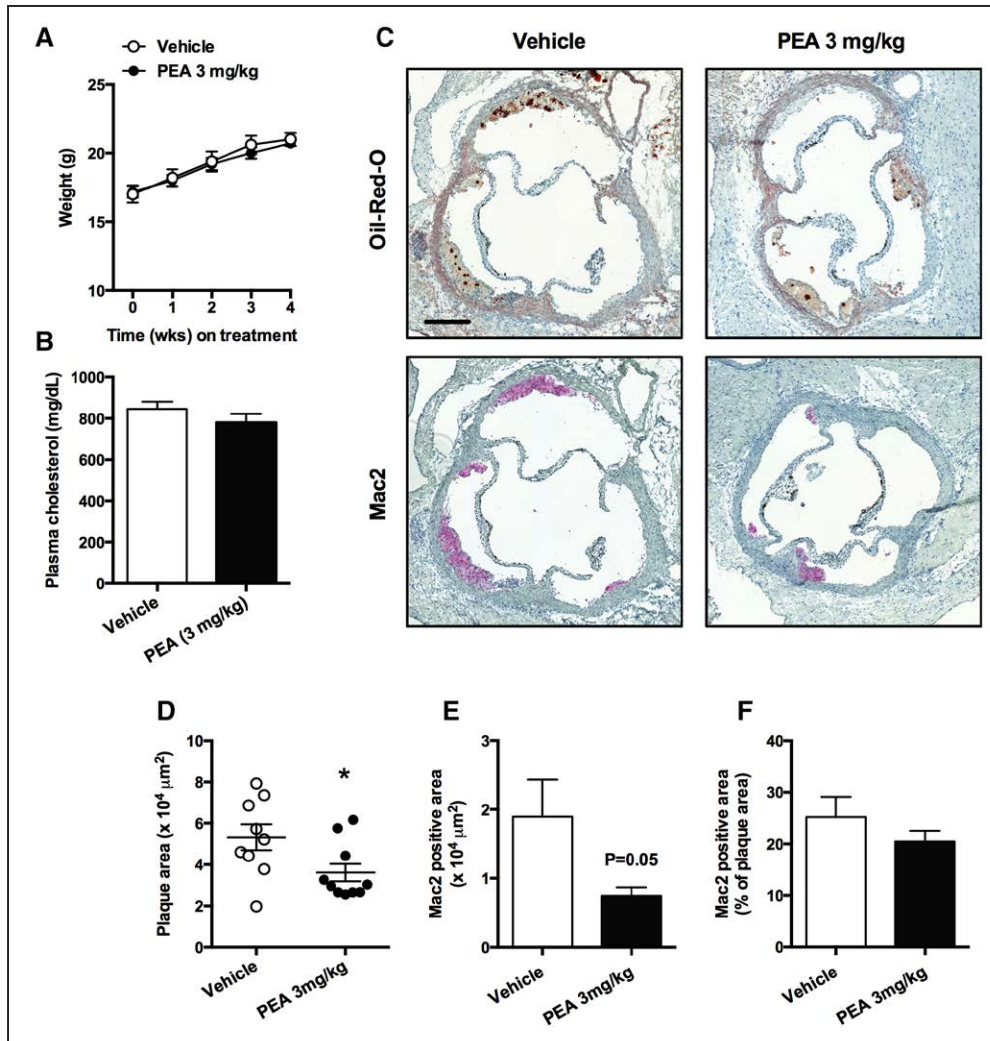 A
Vehicle
PEA 3 mg/kg
Weight (g)
25
20
15
10
0 1 2 3 4
Time (wks) on treatment
B
Plasma cholesterol (mg/dL)
1000
800
600
400
200
0
Vehicle
PEA (3 mg/kg)
C
Vehicle
PEA 3 mg/kg
Oil-Red-O
Mac2
D
Plaque area (x 10⁴ µm²)
10
8
6
4
2
0
*
Vehicle
PEA 3mg/kg
E
Mac2 positive area
(x 10⁴ µm²)
3
2
1
0
P=0.05
Vehicle
PEA 3mg/kg
F
Mac2 positive area
(% of plaque area)
40
30
20
10
0
Vehicle
PEA 3mg/kg